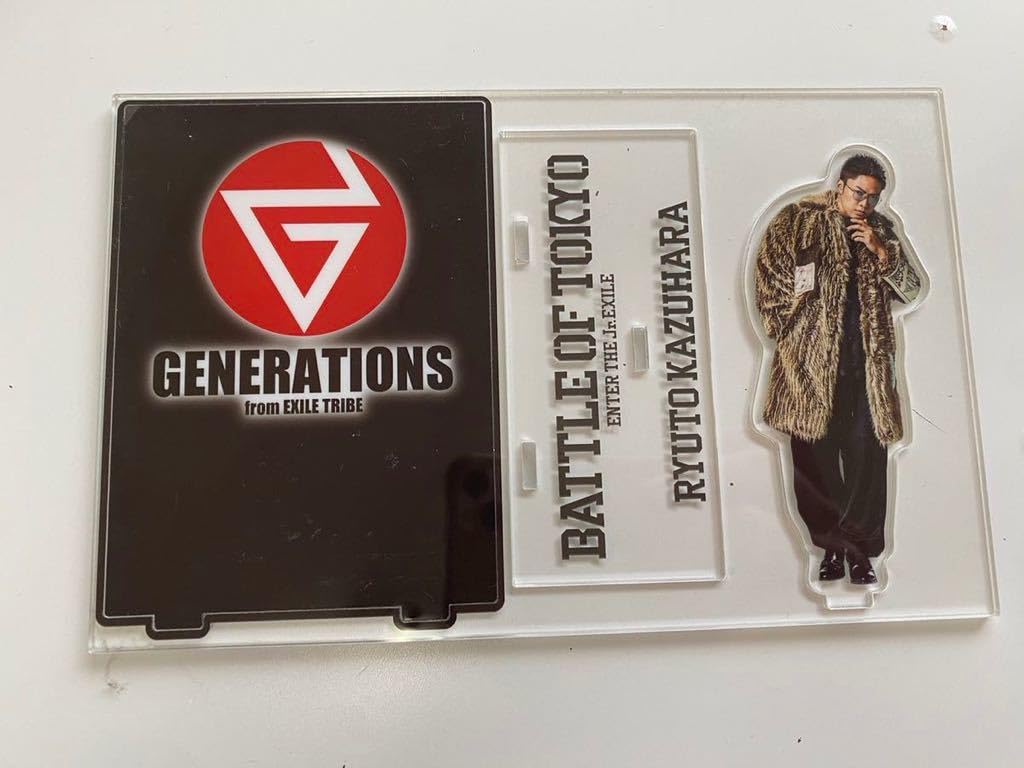 GENERATIONS
from EXILE TRIBE
BATTLE OF TOKYO
ENTER THE Jr.EXILE
RYUTO KAZUHARA